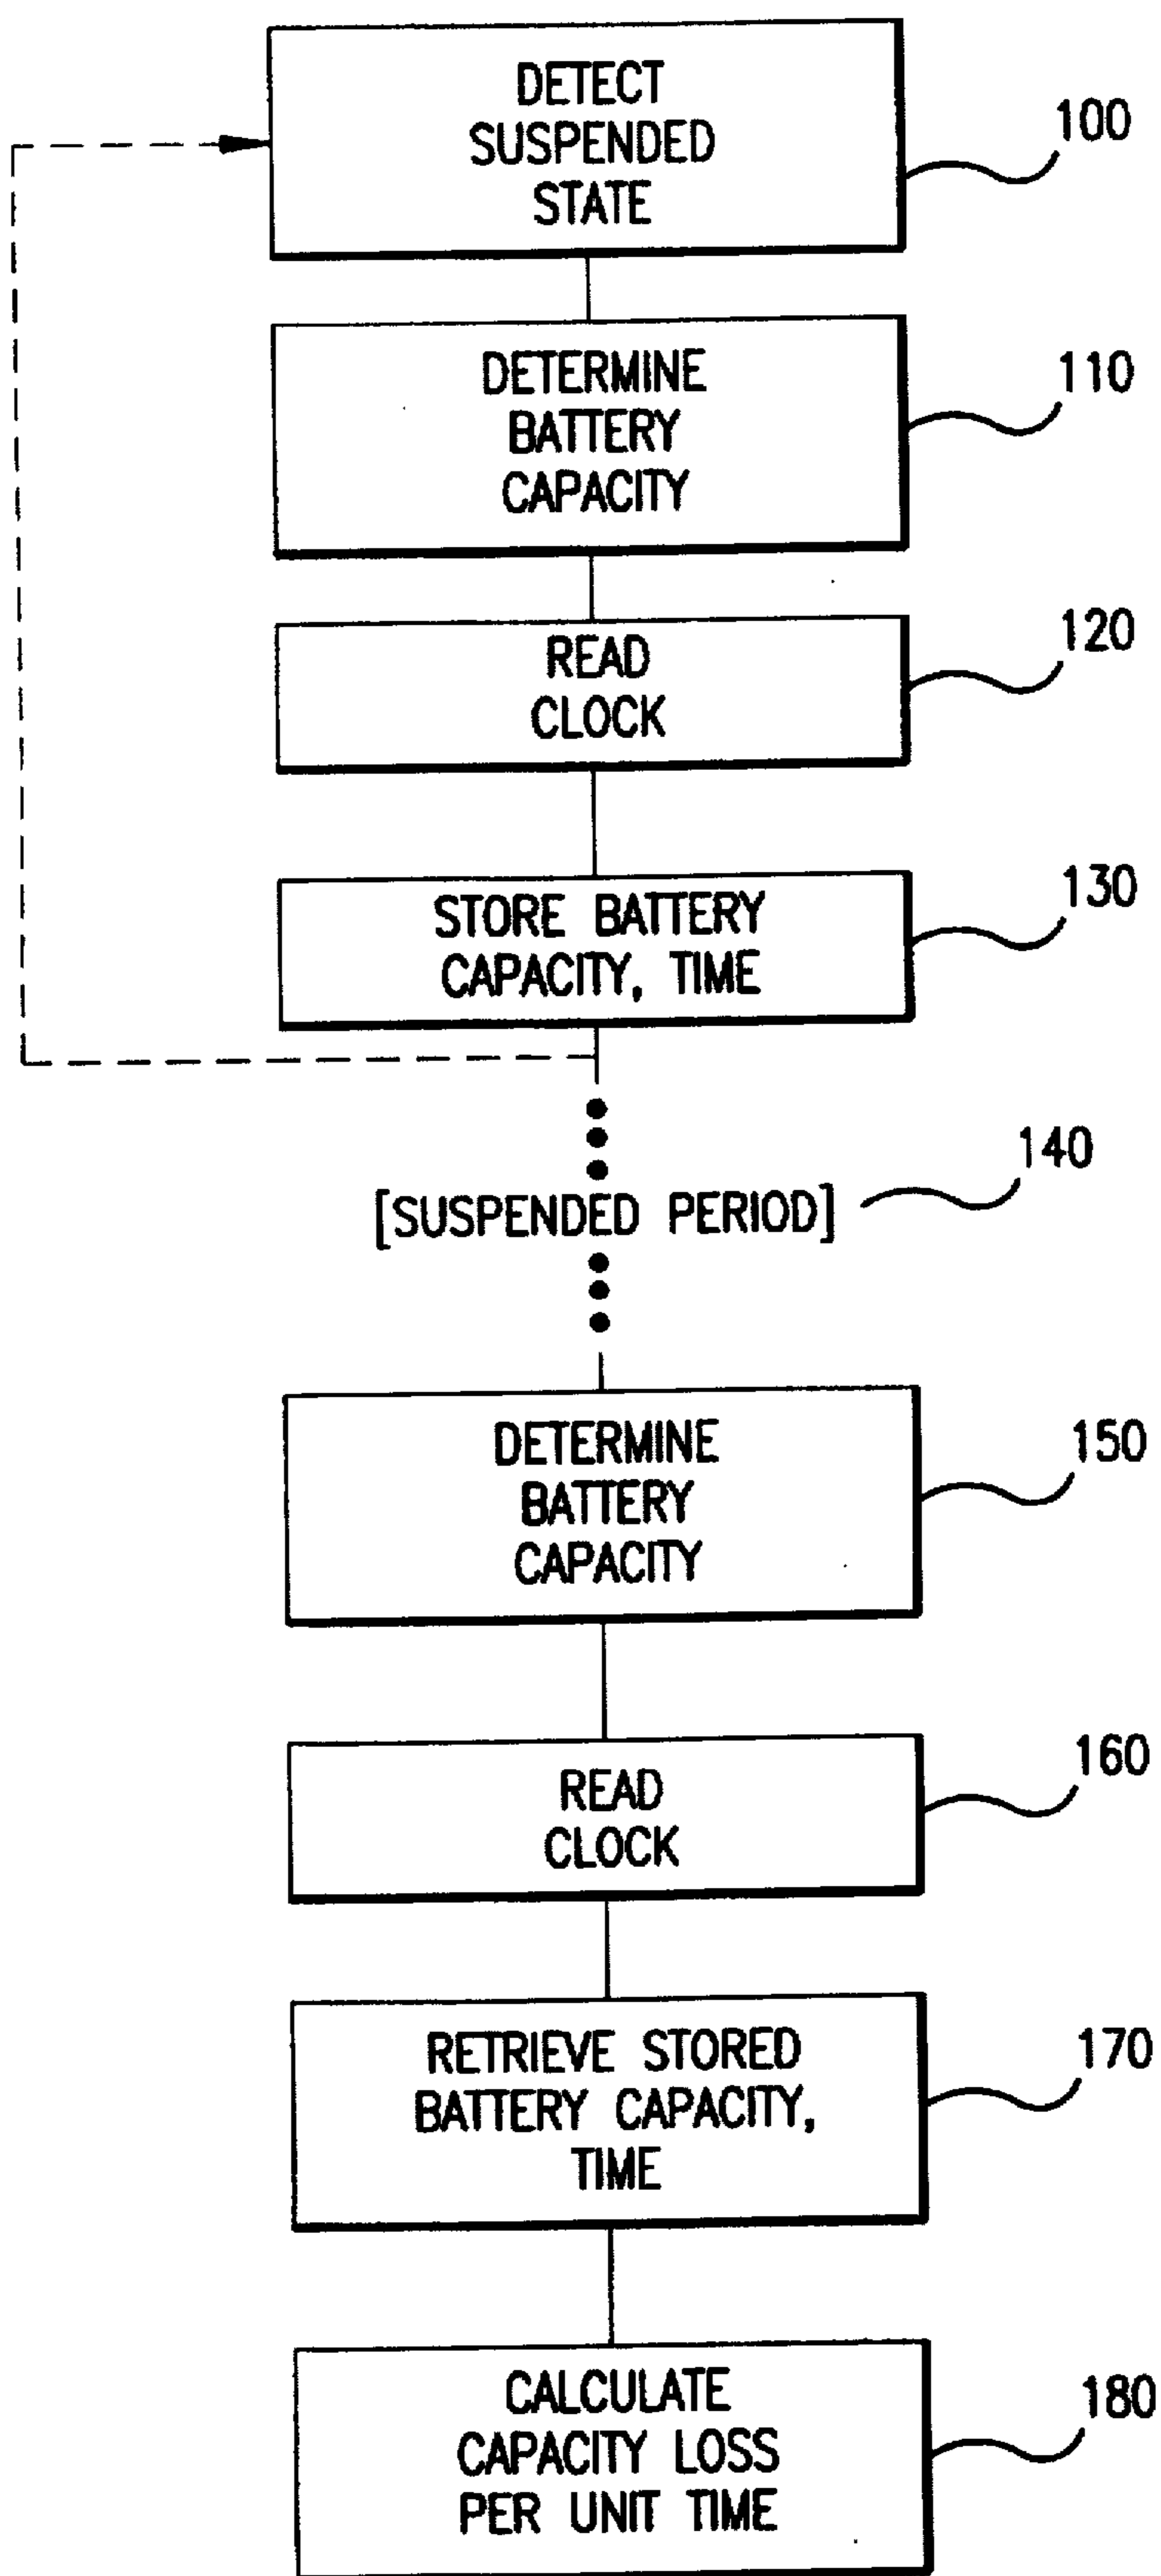 DETECT
SUSPENDED
STATE
100
DETERMINE
BATTERY
CAPACITY
110
READ
CLOCK
120
STORE BATTERY
CAPACITY, TIME
130
[SUSPENDED PERIOD]
140
DETERMINE
BATTERY
CAPACITY
150
READ
CLOCK
160
RETRIEVE STORED
BATTERY CAPACITY,
TIME
170
CALCULATE
CAPACITY LOSS
PER UNIT TIME
180